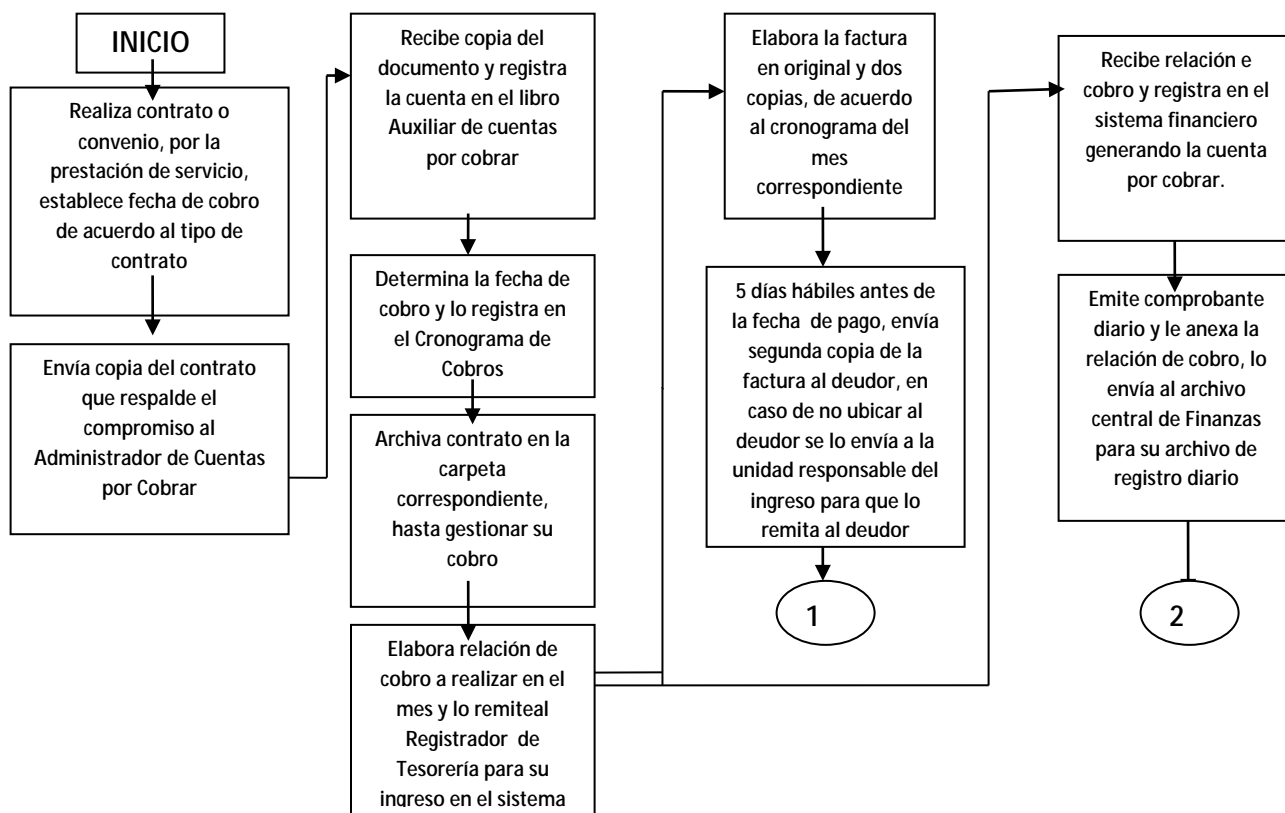 INICIO
Realiza contrato o
convenio, por la
prestación de servicio,
establece fecha de cobro
de acuerdo al tipo de
contrato
Envía copia del contrato
que respalde el
compromiso al
Administrador de Cuentas
por Cobrar
Recibe copia del
documento y registra
la cuenta en el libro
Auxiliar de cuentas
por cobrar
Determina la fecha de
cobro y lo registra en
el Cronograma de
Cobros
Archiva contrato en la
carpeta
correspondiente,
hasta gestionar su
cobro
Elabora relación de
cobro a realizar en el
mes y lo remiteal
Registrador de
Tesorería para su
ingreso en el sistema
Elabora la factura
en original y dos
copias, de acuerdo
al cronograma del
mes
correspondiente
5 días hábiles antes de
la fecha de pago, envía
segunda copia de la
factura al deudor, en
caso de no ubicar al
deudor se lo envía a la
unidad responsable del
ingreso para que lo
remita al deudor
1
Recibe relación e
cobro y registra en el
sistema financiero
generando la cuenta
por cobrar.
Emite comprobante
diario y le anexa la
relación de cobro, lo
envía al archivo
central de Finanzas
para su archivo de
registro diario
2